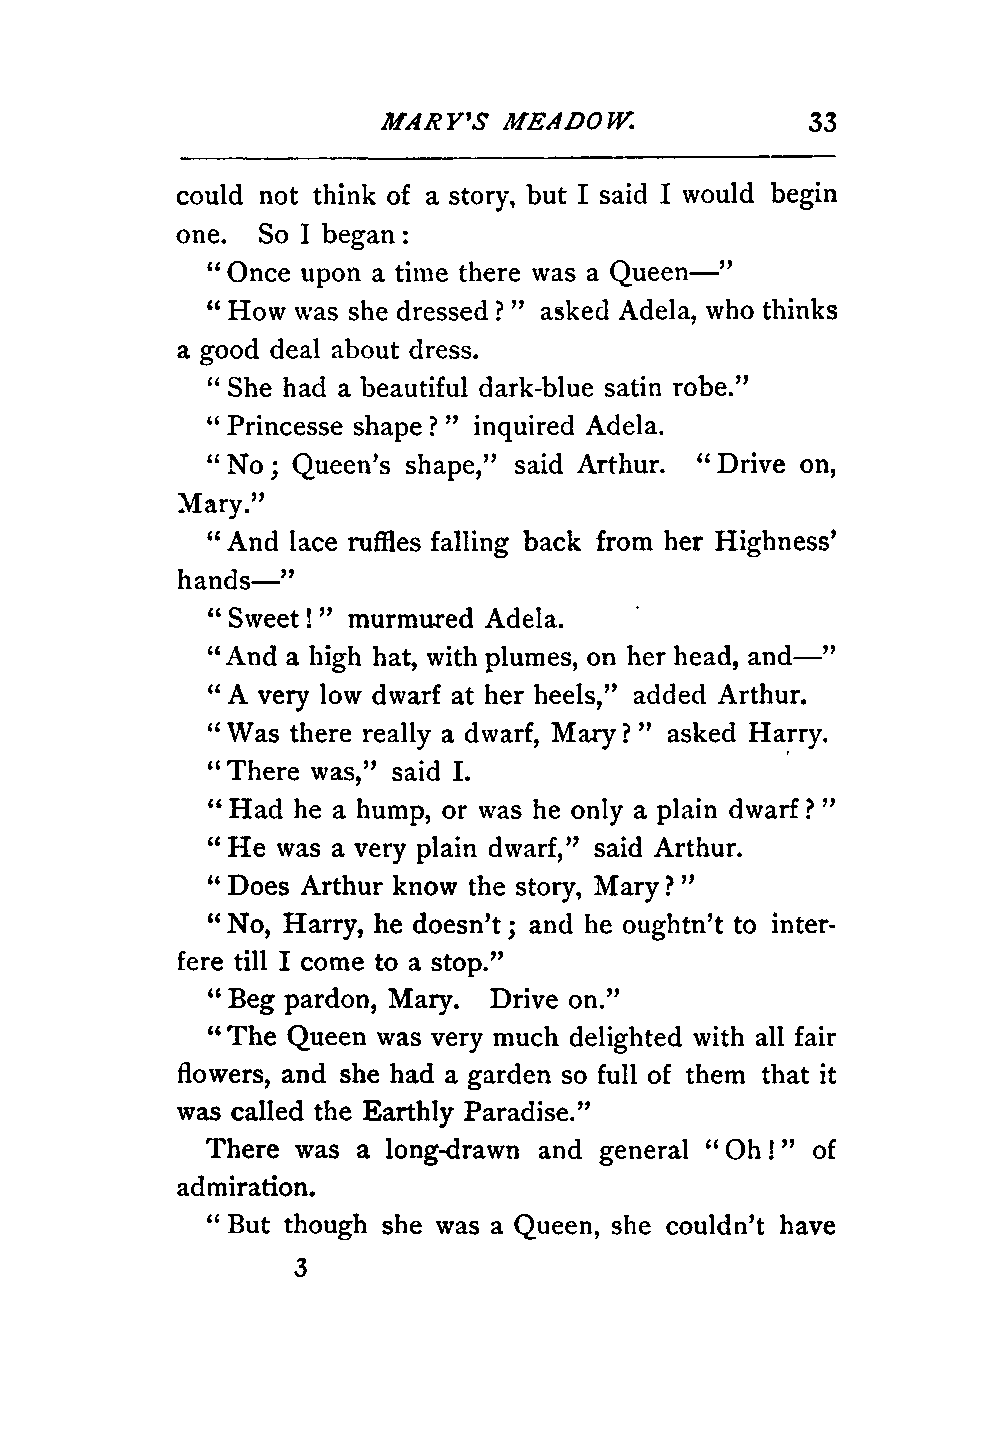 MARY'S MEADOW. 33
could not think of a story, but I said I would begin
one. So I began:
"Once upon a time there was a Queen—"
"How was she dressed?" asked Adela, who thinks
a good deal about dress.
"She had a beautiful dark-blue satin robe."
"Princesse shape?" inquired Adela.
"No; Queen's shape," said Arthur. "Drive on,
Mary."
"And lace ruffles falling back from her Highness'
hands—"
"Sweet!" murmured Adela.
"And a high hat, with plumes, on her head, and—"
"A very low dwarf at her heels," added Arthur.
"Was there really a dwarf, Mary?" asked Harry.
"There was," said I.
"Had he a hump, or was he only a plain dwarf?"
"He was a very plain dwarf," said Arthur.
"Does Arthur know the story, Mary?"
"No, Harry, he doesn't; and he oughtn't to inter-
fere till I come to a stop."
"Beg pardon, Mary. Drive on."
"The Queen was very much delighted with all fair
flowers, and she had a garden so full of them that it
was called the Earthly Paradise."
There was a long-drawn and general "Oh!" of
admiration.
"But though she was a Queen, she couldn't have
3